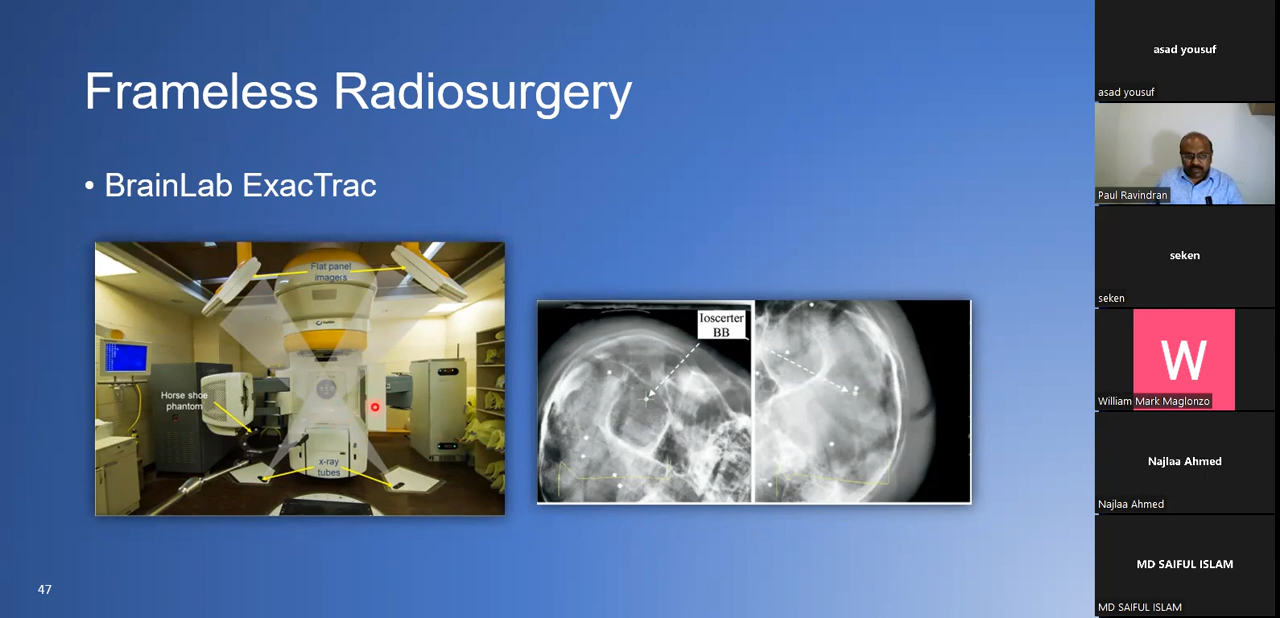 Frameless Radiosurgery
• BrainLab ExacTrac
Flat panel
imagers
Horse shoe
phantom
x-ray
tubes
Ioscerter
BB
47
asad yousuf
asad yousuf
Paul Ravindran
seken
seken
W
William Mark Maglonzo
Najlaa Ahmed
Najlaa Ahmed
MD SAIFUL ISLAM
MD SAIFUL ISLAM